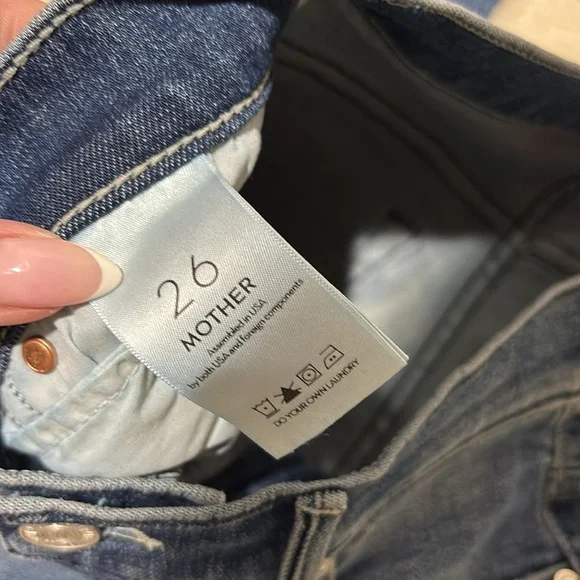 26
MOTHER
Assembled in USA
by both USA and foreign components
DO YOUR OWN LAUNDRY